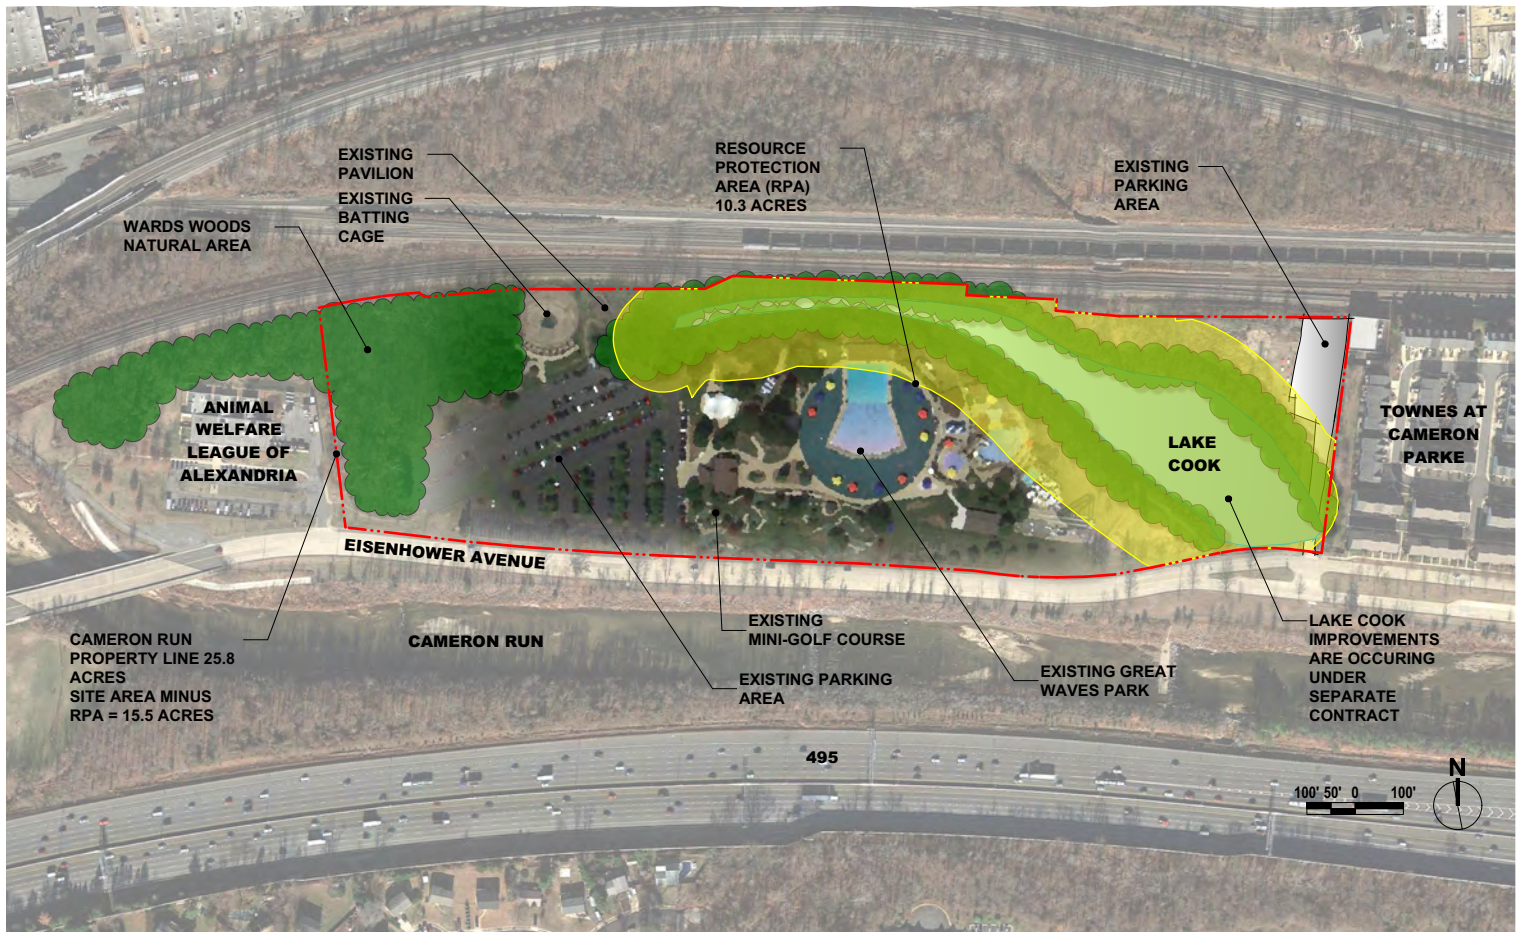 EXISTING
PAVILION
EXISTING
BATTING
CAGE
WARDS WOODS
NATURAL AREA
RESOURCE
PROTECTION
AREA (RPA)
10.3 ACRES
EXISTING
PARKING
AREA
ANIMAL
WELFARE
LEAGUE OF
ALEXANDRIA
LAKE
COOK
TOWNES AT
CAMERON
PARKE
EISENHOWER AVENUE
CAMERON RUN
PROPERTY LINE 25.8
ACRES
SITE AREA MINUS
RPA = 15.5 ACRES
CAMERON RUN
EXISTING
MINI-GOLF COURSE
EXISTING PARKING
AREA
EXISTING GREAT
WAVES PARK
LAKE COOK
IMPROVEMENTS
ARE OCCURING
UNDER
SEPARATE
CONTRACT
495
N
100' 50' 0 100'